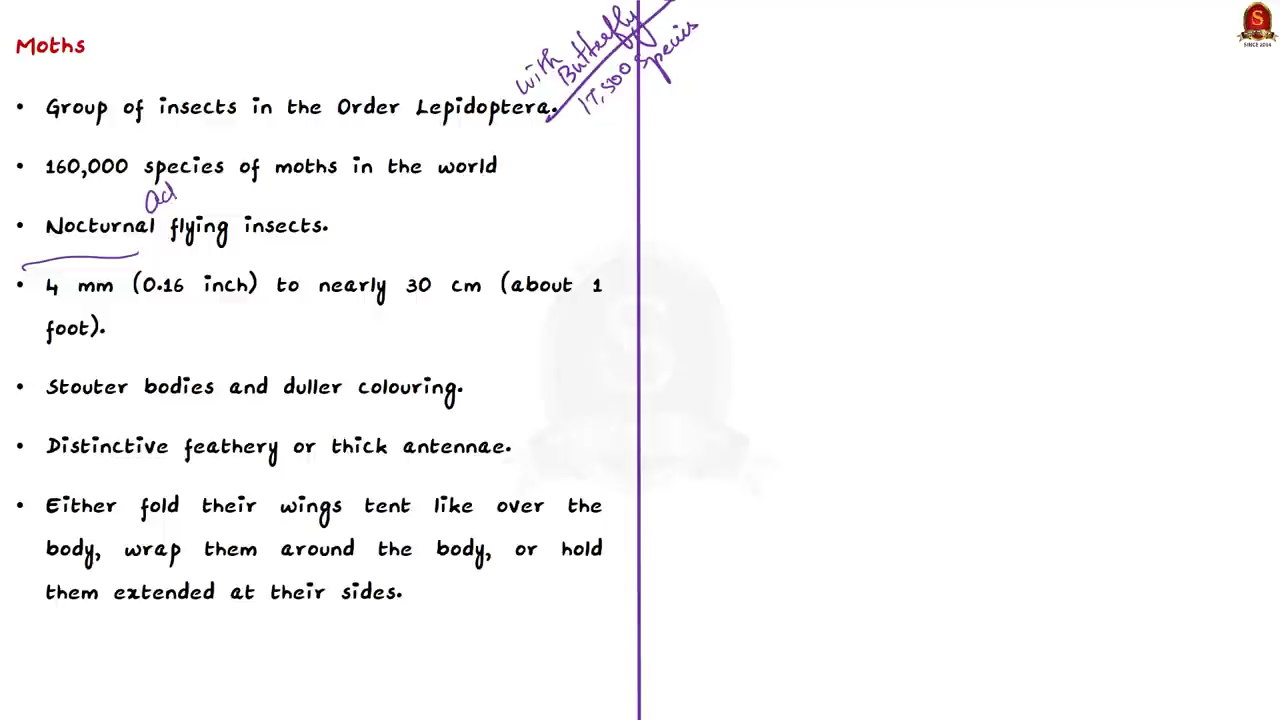 Moths
with
Butterfly
17,500 species
• Group of insects in the Order Lepidoptera.
• 160,000 species of moths in the world
ad
• Nocturnal flying insects.
• 4 mm (0.16 inch) to nearly 30 cm (about 1
foot).
• Stouter bodies and duller colouring.
• Distinctive feathery or thick antennae.
• Either fold their wings tent like over the
body, wrap them around the body, or hold
them extended at their sides.
S
SINCE 2014